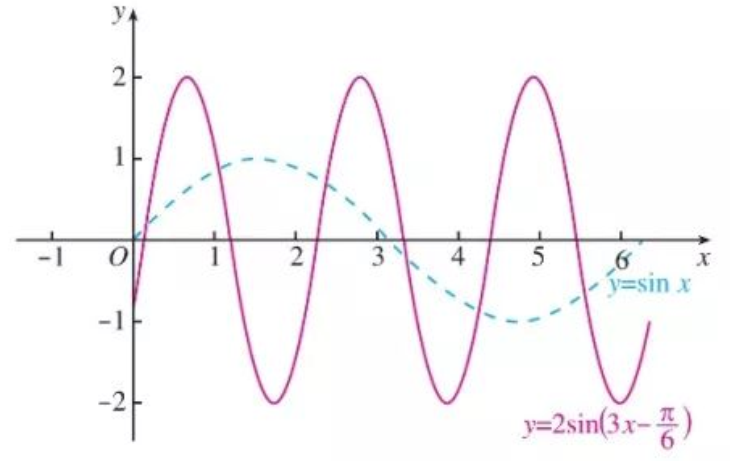 y
2
1
-1 O 1 2 3 4 5 6 x
y=sin x
-1
-2
y=2sin(3x-π/6)